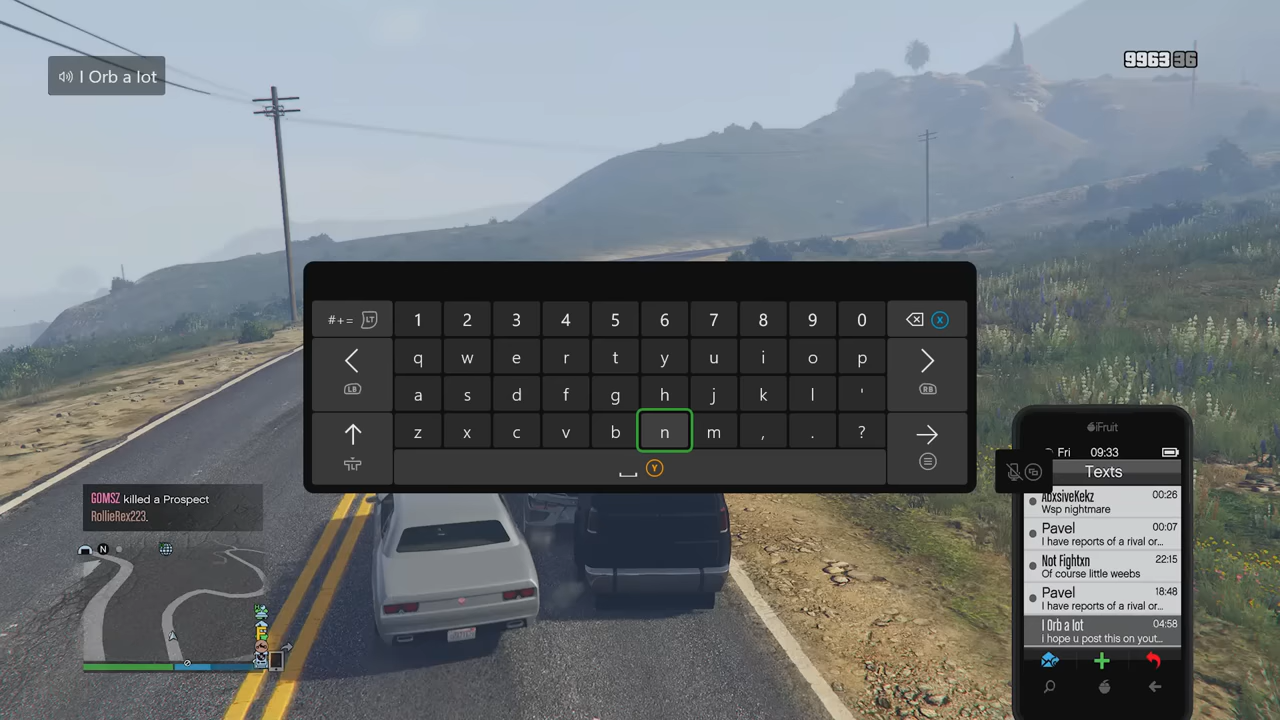 I Orb a lot
9963 36
#+= LT 1 2 3 4 5 6 7 8 9 0 X
q w e r t y u i o p
LB a s d f g h j k l ' RB
z x c v b n m , . ?
Y
GOMSZ killed a Prospect
RollieRex223.
N
iFruit
Fri 09:33
Texts
AbxsiveKekz 00:26
Wsp nightmare
Pavel 00:07
I have reports of a rival or...
Not Fightxn 22:15
Of course little weebs
Pavel 18:48
I have reports of a rival or...
I Orb a lot 04:58
i hope u post this on yout...